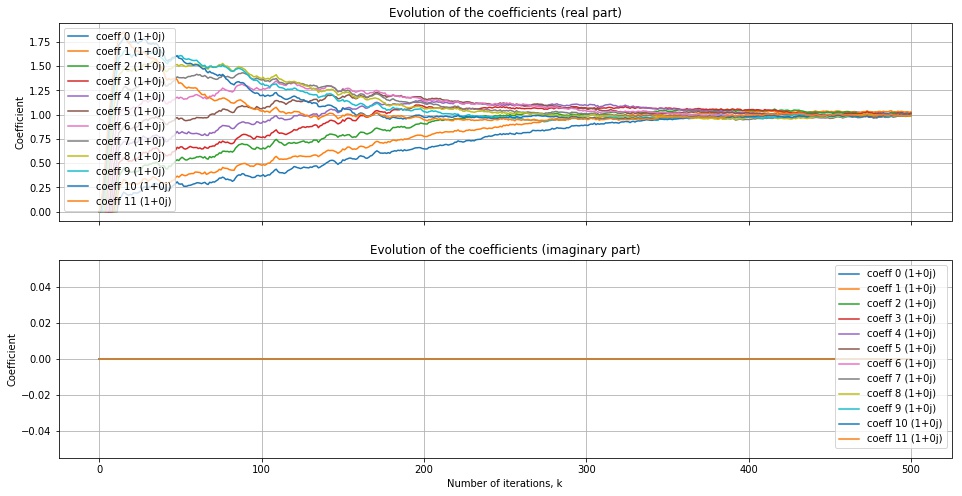 Evolution of the coefficients (real part)
1.75
1.50
1.25
1.00
0.75
0.50
0.25
0.00
Coefficient
coeff 0 (1+0j)
coeff 1 (1+0j)
coeff 2 (1+0j)
coeff 3 (1+0j)
coeff 4 (1+0j)
coeff 5 (1+0j)
coeff 6 (1+0j)
coeff 7 (1+0j)
coeff 8 (1+0j)
coeff 9 (1+0j)
coeff 10 (1+0j)
coeff 11 (1+0j)
Evolution of the coefficients (imaginary part)
0.04
0.02
0.00
−0.02
−0.04
Coefficient
coeff 0 (1+0j)
coeff 1 (1+0j)
coeff 2 (1+0j)
coeff 3 (1+0j)
coeff 4 (1+0j)
coeff 5 (1+0j)
coeff 6 (1+0j)
coeff 7 (1+0j)
coeff 8 (1+0j)
coeff 9 (1+0j)
coeff 10 (1+0j)
coeff 11 (1+0j)
0 100 200 300 400 500
Number of iterations, k